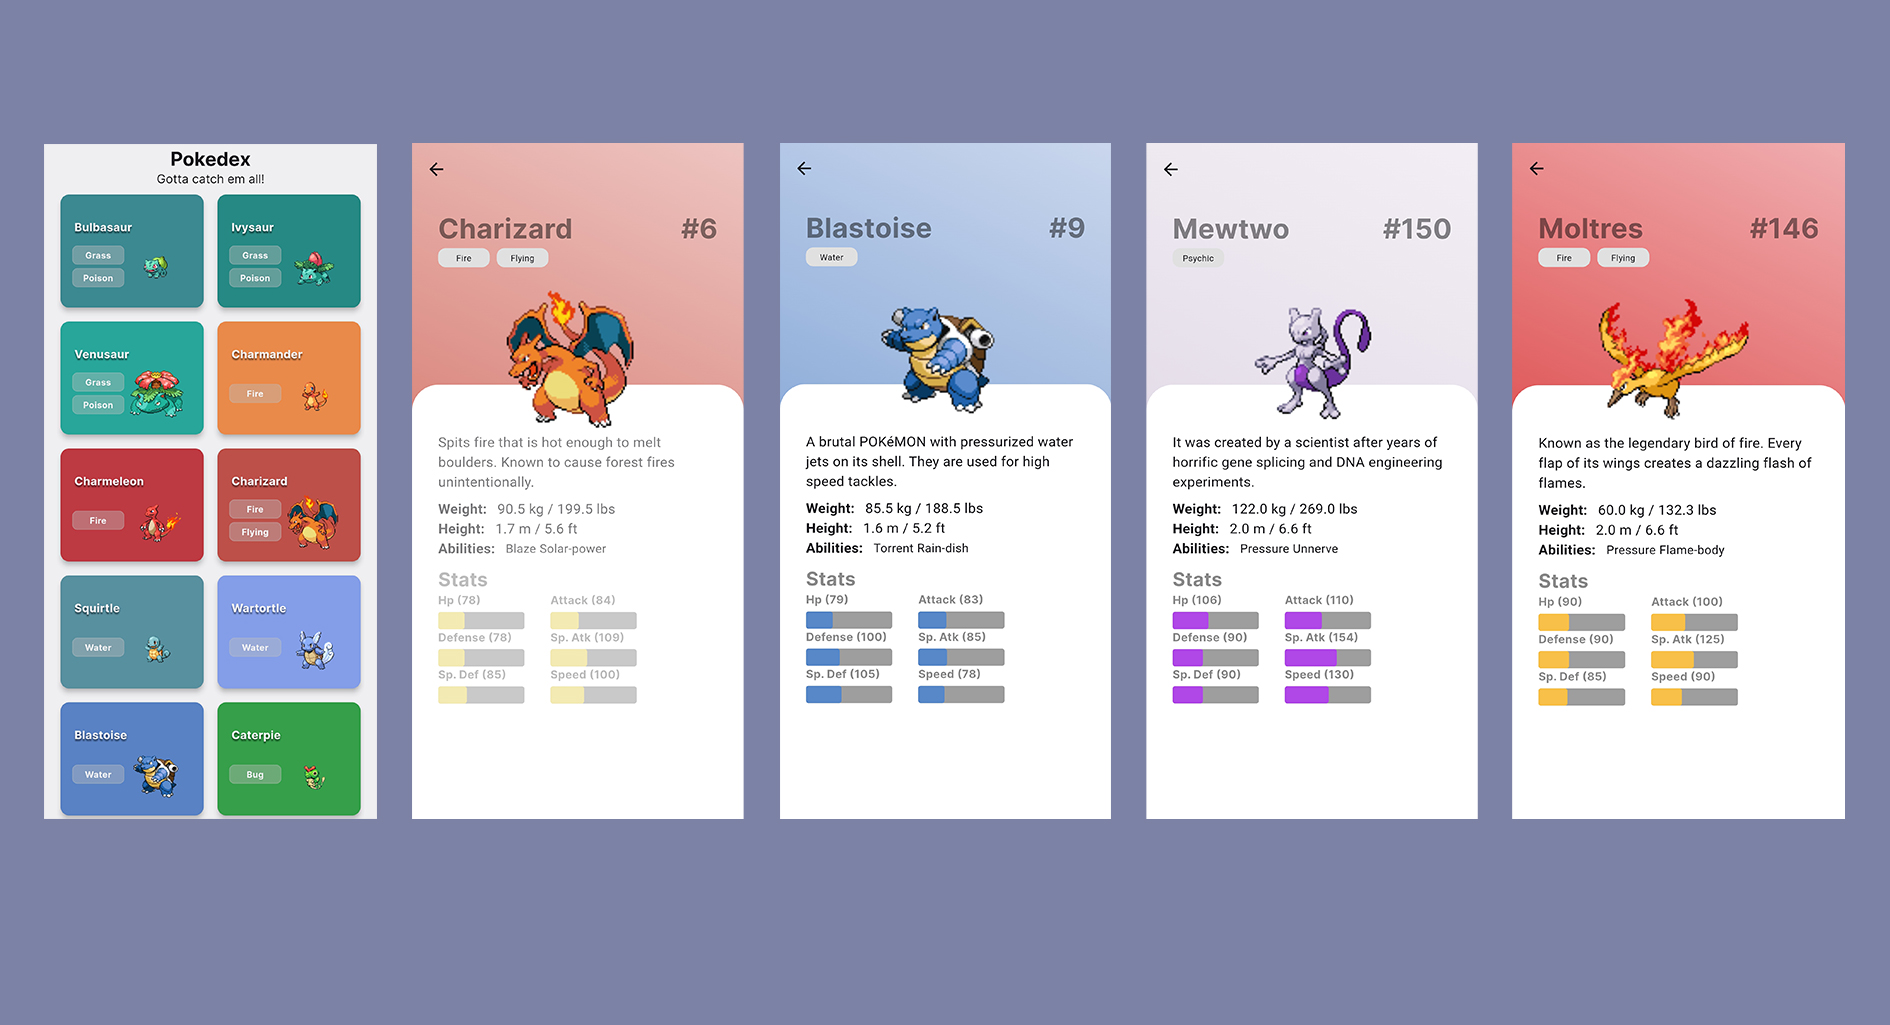 Pokedex
Gotta catch em all!
Bulbasaur
Grass
Poison
Ivysaur
Grass
Poison
Venusaur
Grass
Poison
Charmander
Fire
Charmeleon
Fire
Charizard
Fire
Flying
Squirtle
Water
Wartortle
Water
Blastoise
Water
Caterpie
Bug
Charizard #6
Fire Flying
Spits fire that is hot enough to melt
boulders. Known to cause forest fires
unintentionally.
Weight: 90.5 kg / 199.5 lbs
Height: 1.7 m / 5.6 ft
Abilities: Blaze Solar-power
Stats
Hp (78) Attack (84)
Defense (78) Sp. Atk (109)
Sp. Def (85) Speed (100)
Blastoise #9
Water
A brutal POKéMON with pressurized water
jets on its shell. They are used for high
speed tackles.
Weight: 85.5 kg / 188.5 lbs
Height: 1.6 m / 5.2 ft
Abilities: Torrent Rain-dish
Stats
Hp (79) Attack (83)
Defense (100) Sp. Atk (85)
Sp. Def (105) Speed (78)
Mewtwo #150
Psychic
It was created by a scientist after years of
horrific gene splicing and DNA engineering
experiments.
Weight: 122.0 kg / 269.0 lbs
Height: 2.0 m / 6.6 ft
Abilities: Pressure Unnerve
Stats
Hp (106) Attack (110)
Defense (90) Sp. Atk (154)
Sp. Def (90) Speed (130)
Moltres #146
Fire Flying
Known as the legendary bird of fire. Every
flap of its wings creates a dazzling flash of
flames.
Weight: 60.0 kg / 132.3 lbs
Height: 2.0 m / 6.6 ft
Abilities: Pressure Flame-body
Stats
Hp (90) Attack (100)
Defense (90) Sp. Atk (125)
Sp. Def (85) Speed (90)